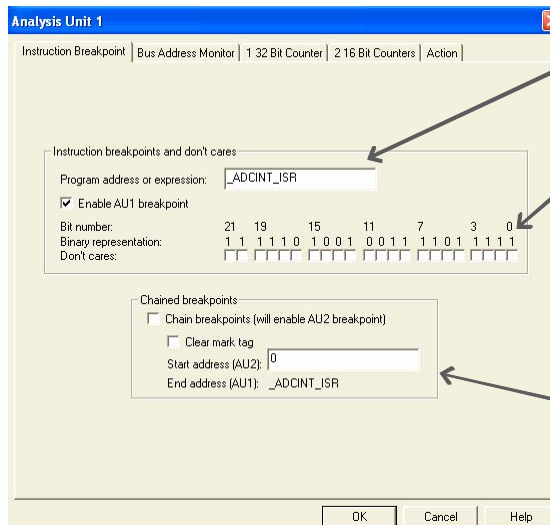 Analysis Unit 1
Instruction Breakpoint Bus Address Monitor 1 32 Bit Counter 2 16 Bit Counters Action
Instruction breakpoints and don't cares
Program address or expression: _ADCINT_ISR
Enable AU1 breakpoint
Bit number: 21 19 15 11 7 3 0
Binary representation: 1 1 1 1 1 0 1 0 0 1 0 0 1 1 1 1 0 1 1 1 1 1
Don't cares:
Chained breakpoints
Chain breakpoints (will enable AU2 breakpoint)
Clear mark tag
Start address (AU2): 0
End address (AU1): _ADCINT_ISR
OK Cancel Help